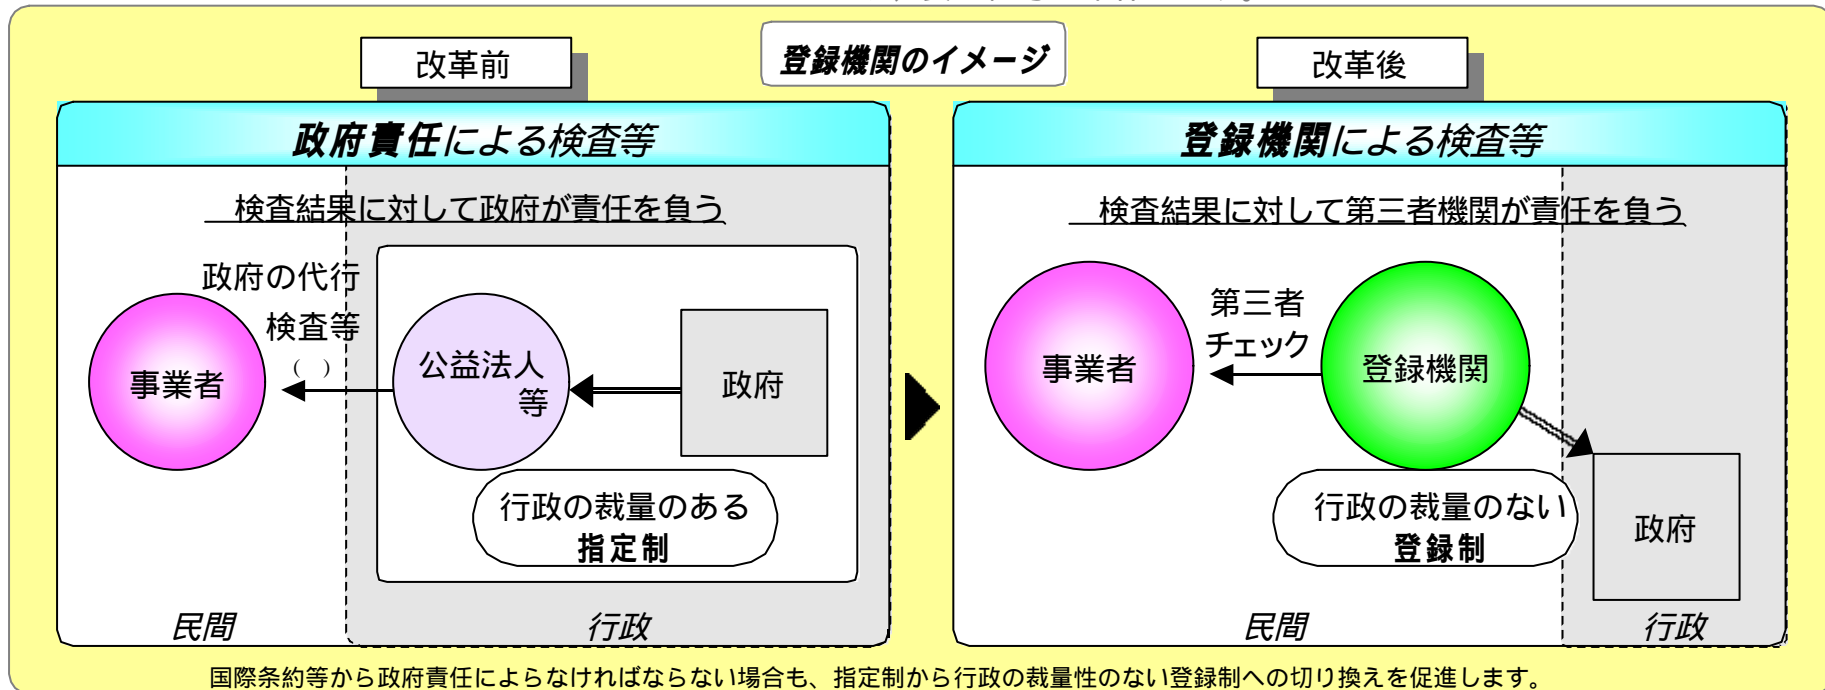 登録機関のイメージ
改革前
政府責任による検査等
検査結果に対して政府が責任を負う
政府の代行
検査等
( )
事業者
公益法人
等
政府
行政の裁量のある
指定制
民間
行政
改革後
登録機関による検査等
検査結果に対して第三者機関が責任を負う
事業者
第三者
チェック
登録機関
行政の裁量のない
登録制
政府
民間
行政
国際条約等から政府責任によらなければならない場合も、指定制から行政の裁量性のない登録制への切り換えを促進します。